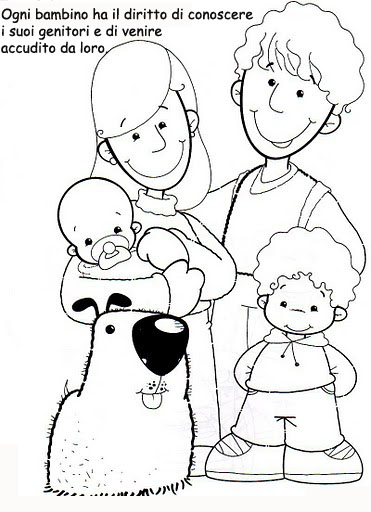 Ogni bambino ha il diritto di conoscere
i suoi genitori e di venire
accudito da loro.